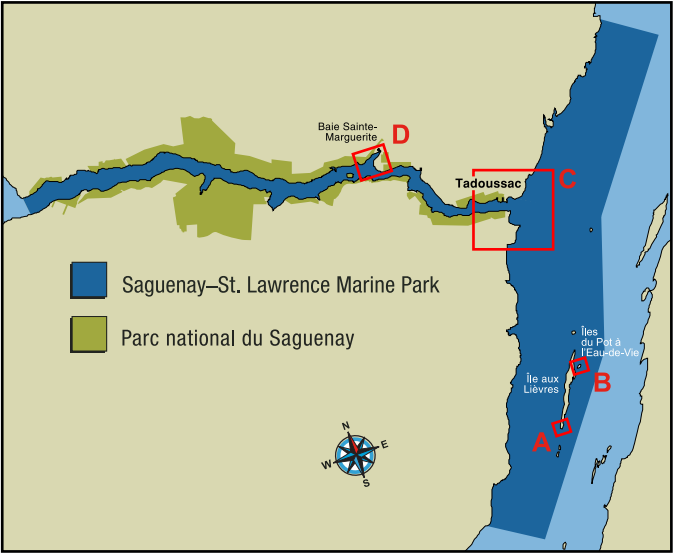 Baie Sainte-
Marguerite
D
Tadoussac
C
Saguenay–St. Lawrence Marine Park
Parc national du Saguenay
Îles
du Pot à
l'Eau-de-Vie
Île aux
Lièvres
B
A
N
E
W
S